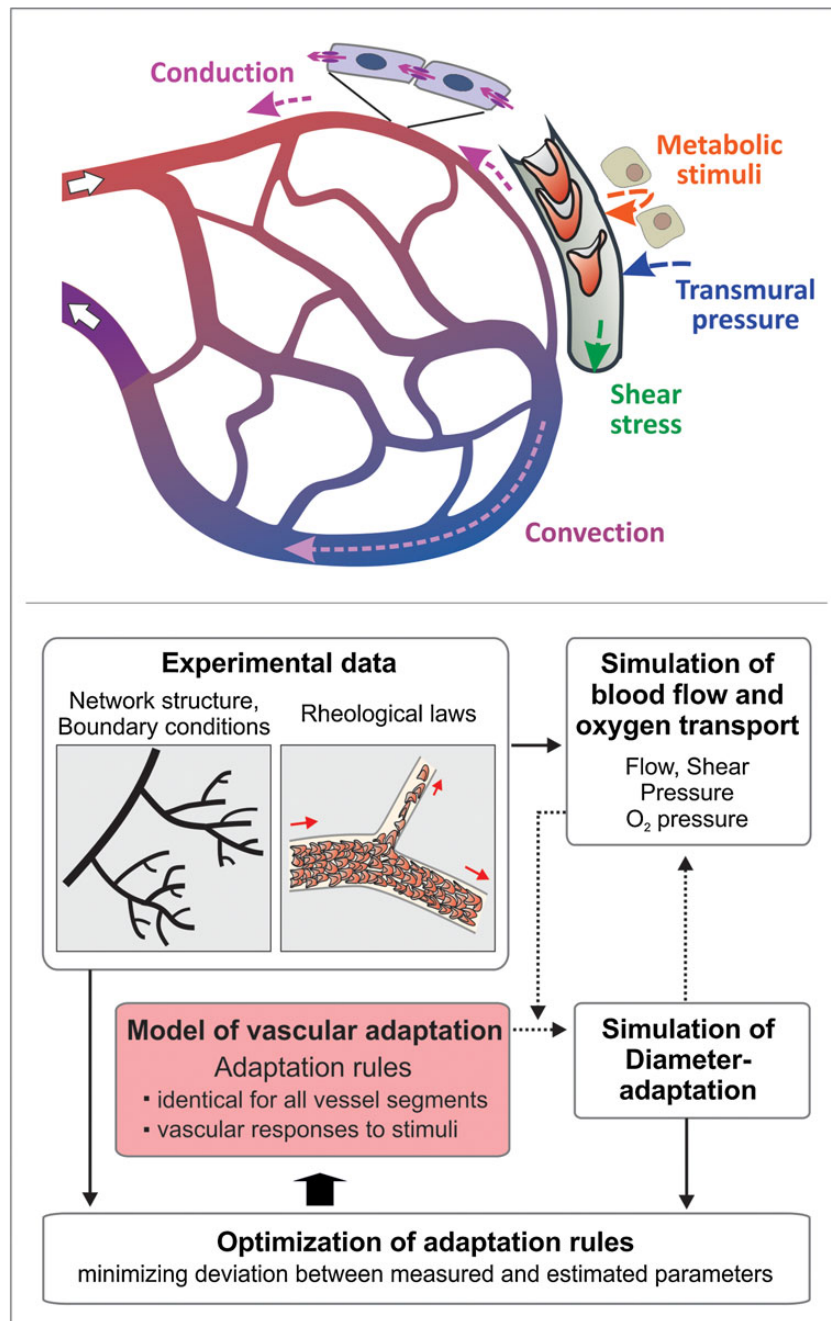 Conduction
Metabolic
stimuli
Transmural
pressure
Shear
stress
Convection
Experimental data
Network structure,
Boundary conditions
Rheological laws
Simulation of
blood flow and
oxygen transport
Flow, Shear
Pressure
O₂ pressure
Model of vascular adaptation
Adaptation rules
▪ identical for all vessel segments
▪ vascular responses to stimuli
Simulation of
Diameter-
adaptation
Optimization of adaptation rules
minimizing deviation between measured and estimated parameters